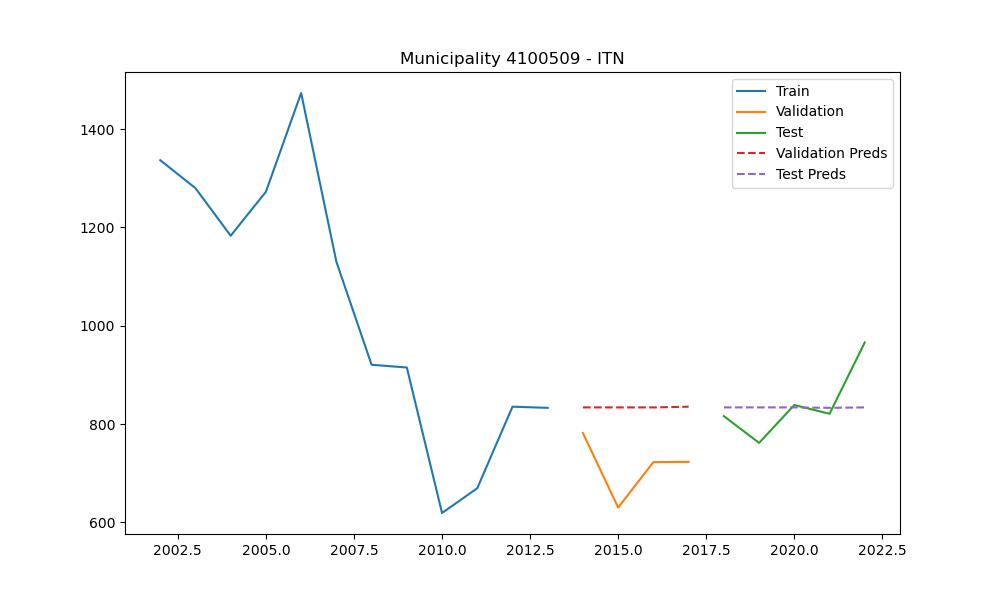 Municipality 4100509 - ITN
Train
Validation
Test
Validation Preds
Test Preds
1400
1200
1000
800
600
2002.5 2005.0 2007.5 2010.0 2012.5 2015.0 2017.5 2020.0 2022.5